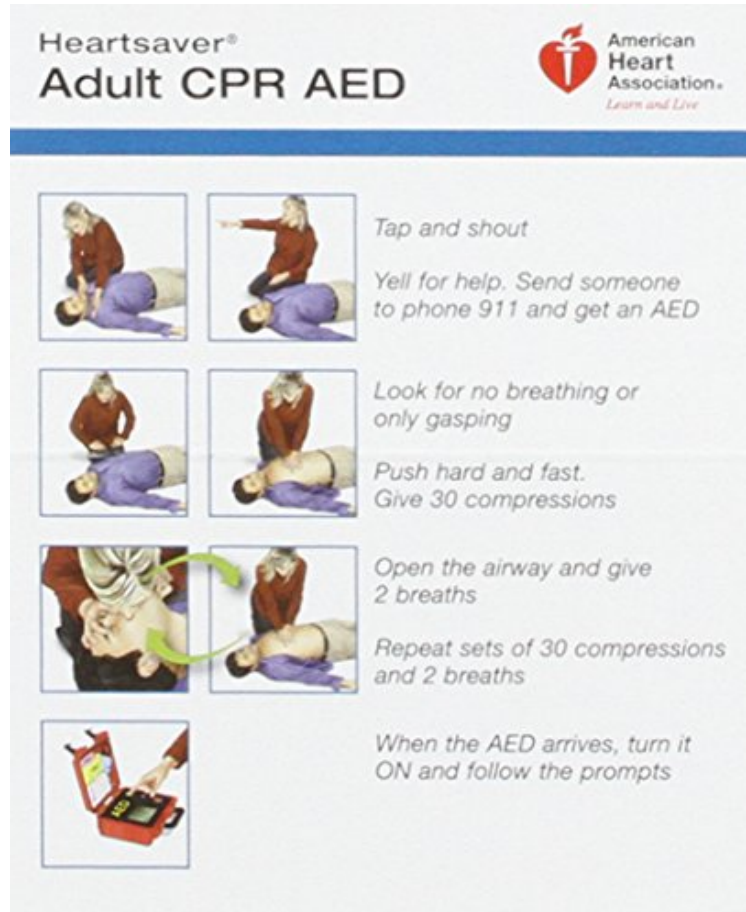 Heartsaver®
Adult CPR AED
American
Heart
Association®
Learn and Live
Tap and shout
Yell for help. Send someone
to phone 911 and get an AED
Look for no breathing or
only gasping
Push hard and fast.
Give 30 compressions
Open the airway and give
2 breaths
Repeat sets of 30 compressions
and 2 breaths
When the AED arrives, turn it
ON and follow the prompts
AED